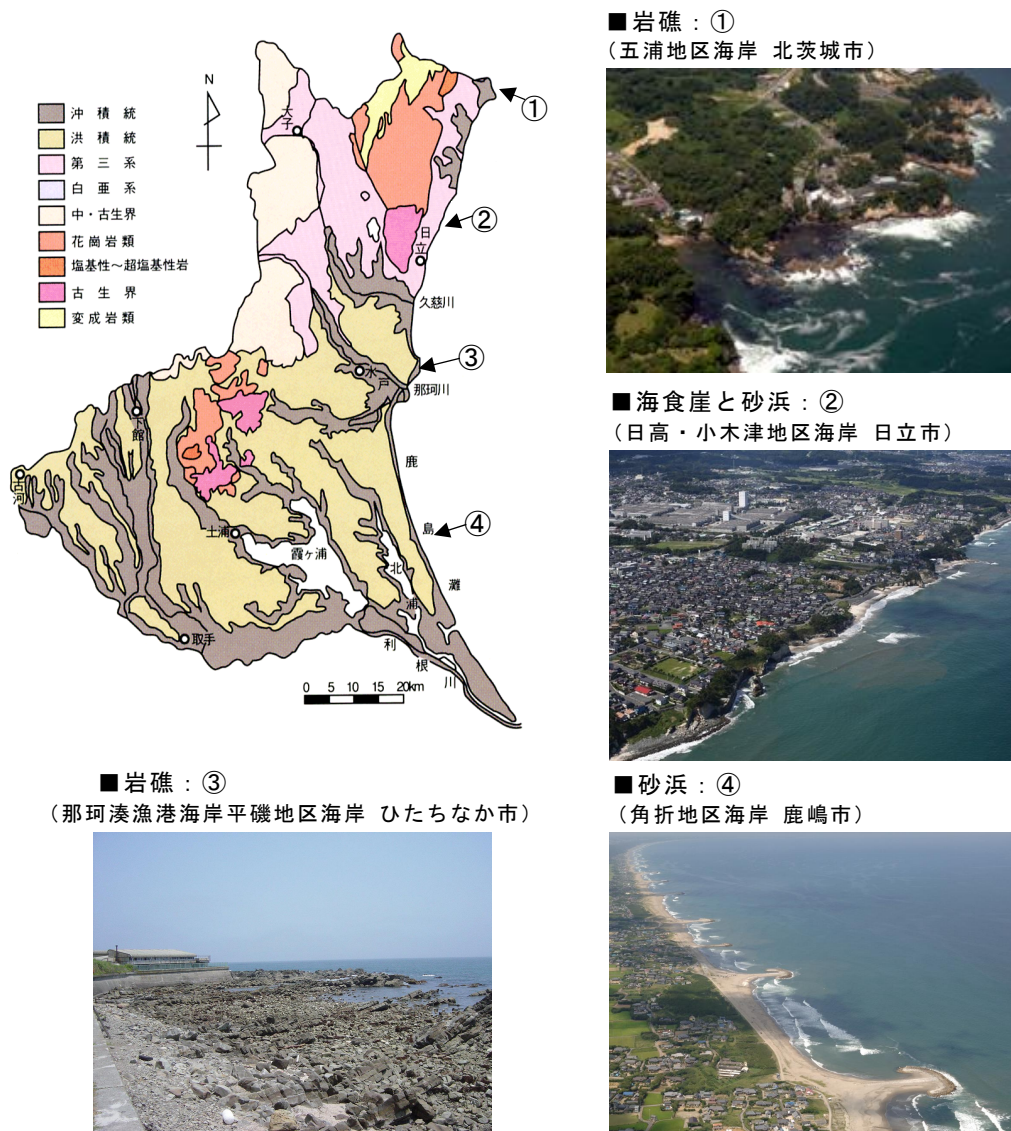 ■岩礁：①
（五浦地区海岸 北茨城市）
N
沖積統
洪積統
第三系
白亜系
中・古生界
花崗岩類
塩基性～超塩基性岩
古生界
変成岩類
大子
①
②
日立
久慈川
③
水戸
那珂川
下館
古河
鹿島灘
④
土浦
霞ヶ浦
北浦
取手
利根川
0 5 10 15 20km
■海食崖と砂浜：②
（日高・小木津地区海岸 日立市）
■岩礁：③
（那珂湊漁港海岸平磯地区海岸 ひたちなか市）
■砂浜：④
（角折地区海岸 鹿嶋市）